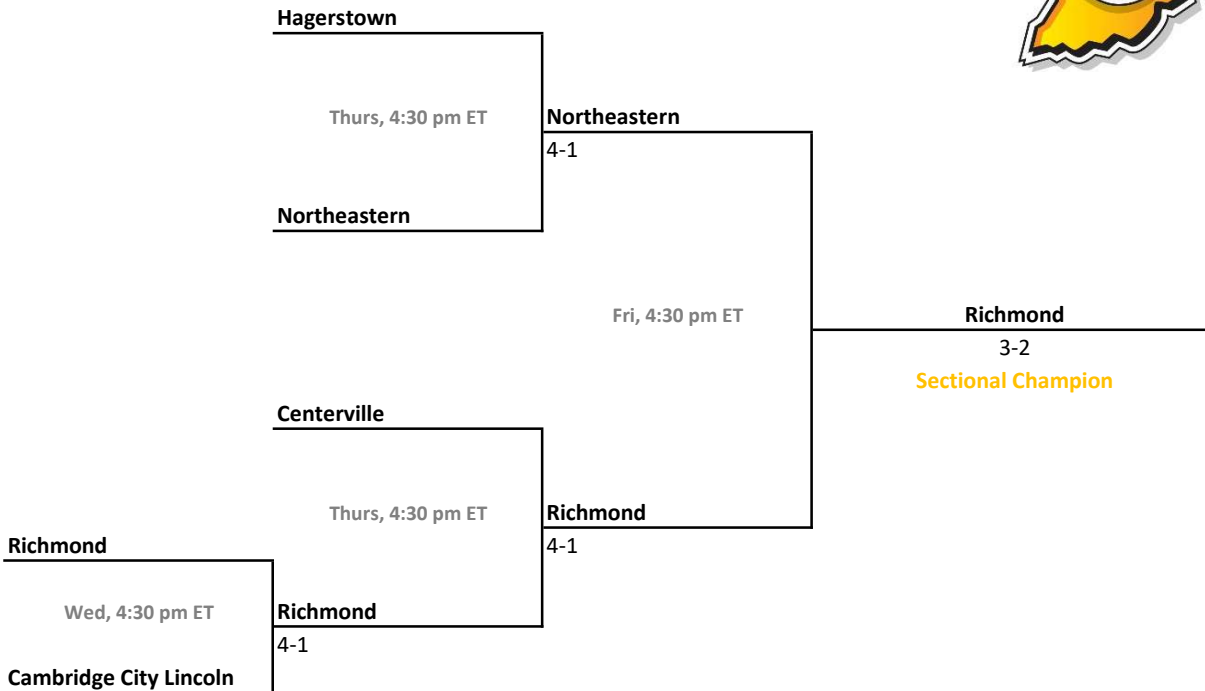 Hagerstown
Thurs, 4:30 pm ET
Northeastern
4-1
Northeastern
Fri, 4:30 pm ET
Richmond
3-2
Sectional Champion
Centerville
Thurs, 4:30 pm ET
Richmond
4-1
Richmond
Wed, 4:30 pm ET
Richmond
4-1
Cambridge City Lincoln